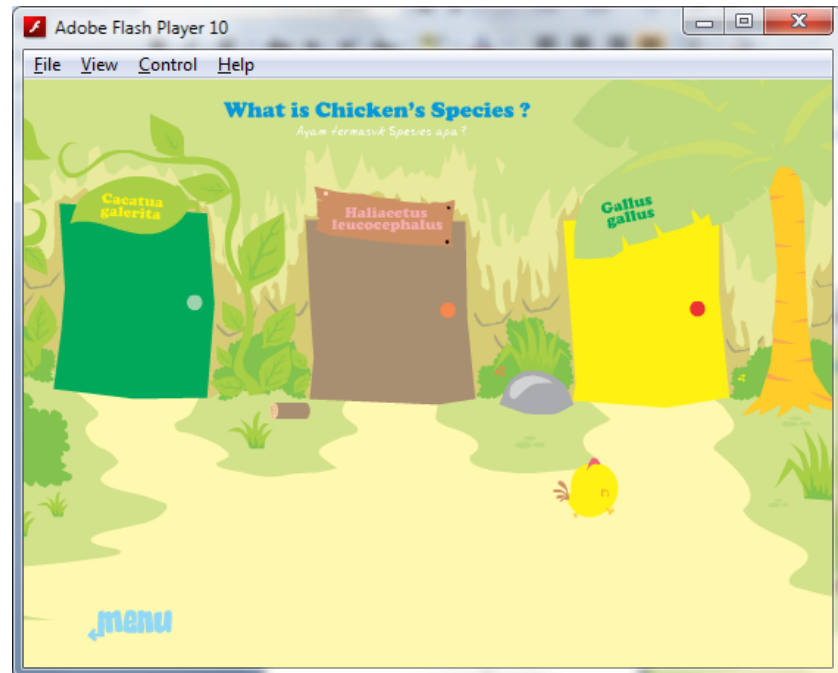 Adobe Flash Player 10
File View Control Help
What is Chicken's Species ?
Ayam termasuk Spesies apa ?
Cacatua
galerita
Haliaeetus
leucocephalus
Gallus
gallus
menu